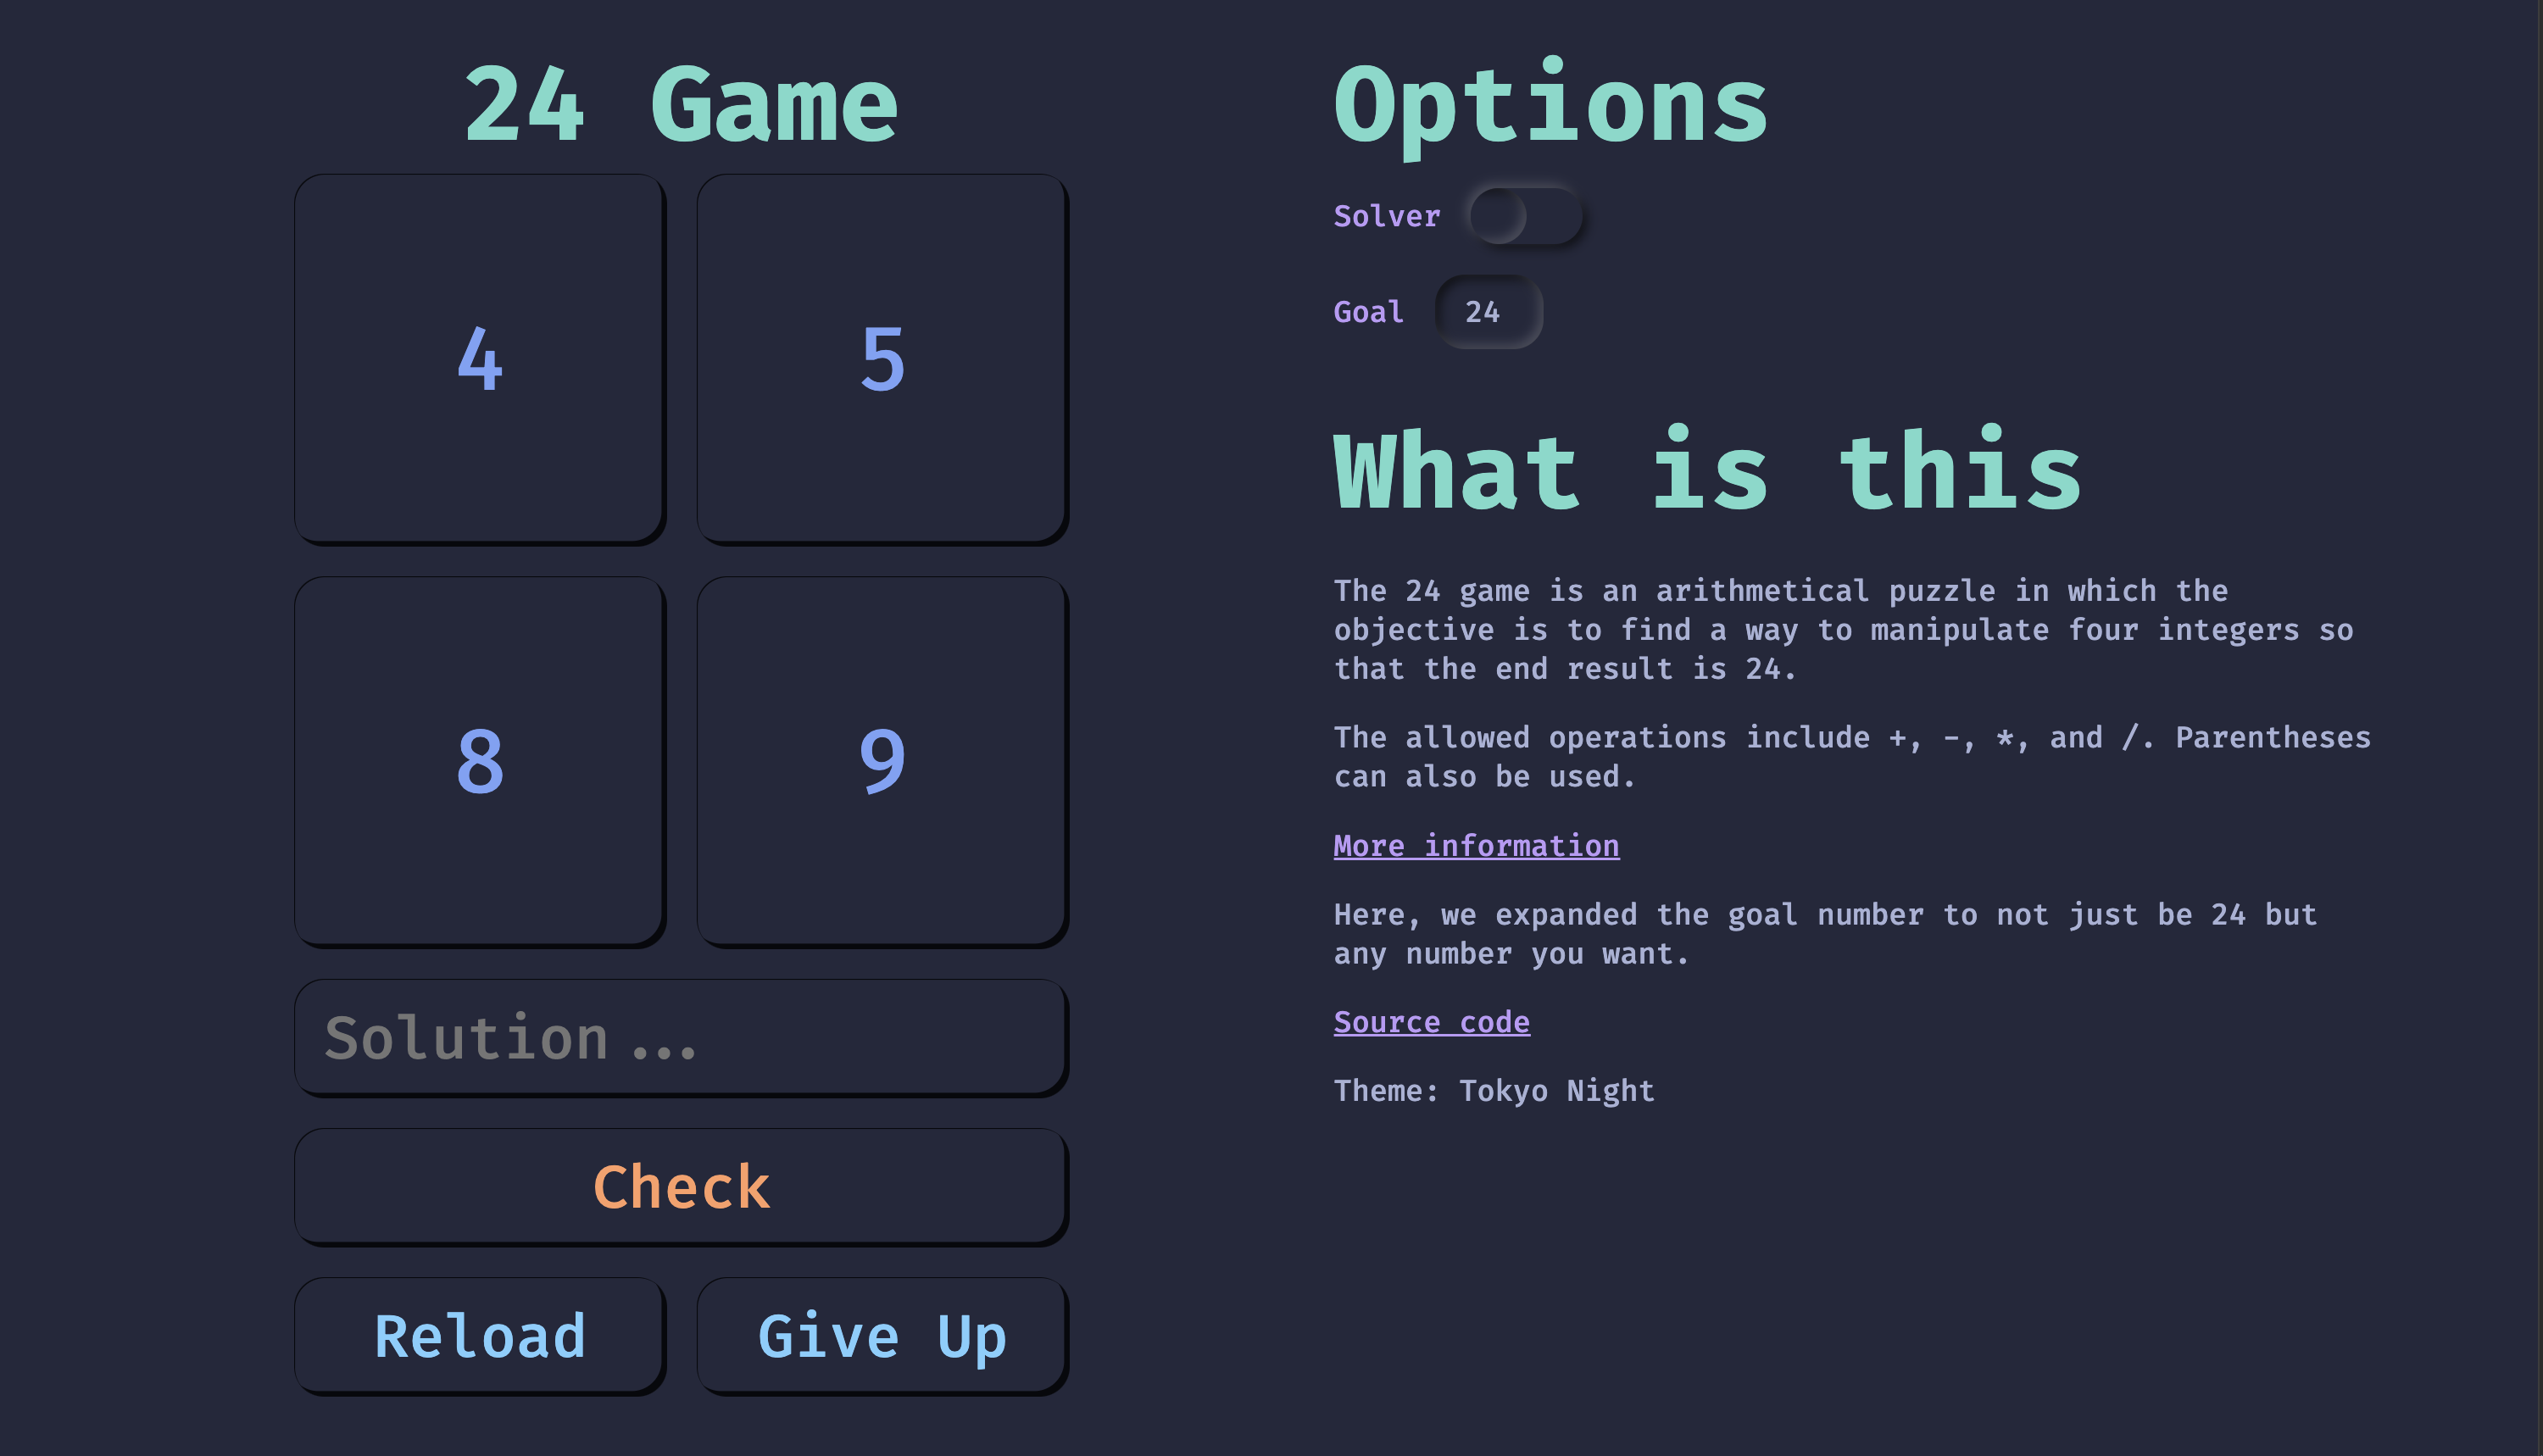 24 Game
4
5
8
9
Solution...
Check
Reload
Give Up
Options
Solver
Goal
24
What is this
The 24 game is an arithmetical puzzle in which the
objective is to find a way to manipulate four integers so
that the end result is 24.
The allowed operations include +, -, *, and /. Parentheses
can also be used.
More information
Here, we expanded the goal number to not just be 24 but
any number you want.
Source code
Theme: Tokyo Night